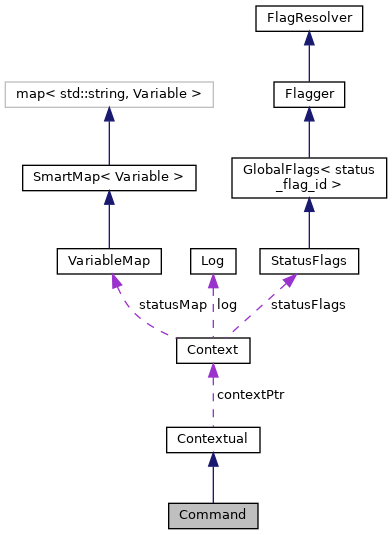 FlagResolver
map< std::string, Variable >
Flagger
SmartMap< Variable >
GlobalFlags< status
_flag_id >
VariableMap
Log
StatusFlags
statusMap
log
statusFlags
Context
contextPtr
Contextual
Command